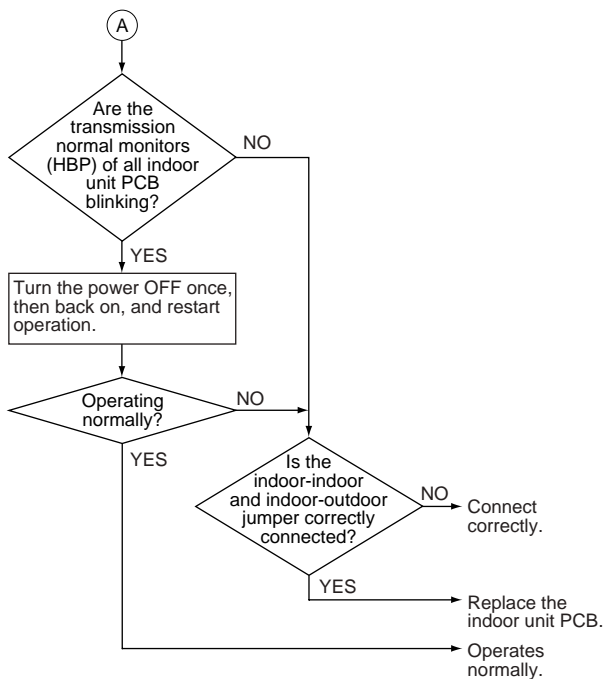 A
Are the
transmission
normal monitors
(HBP) of all indoor
unit PCB
blinking?
NO
YES
Turn the power OFF once,
then back on, and restart
operation.
Operating
normally?
NO
YES
Is the
indoor-indoor
and indoor-outdoor
jumper correctly
connected?
NO
Connect
correctly.
YES
Replace the
indoor unit PCB.
Operates
normally.